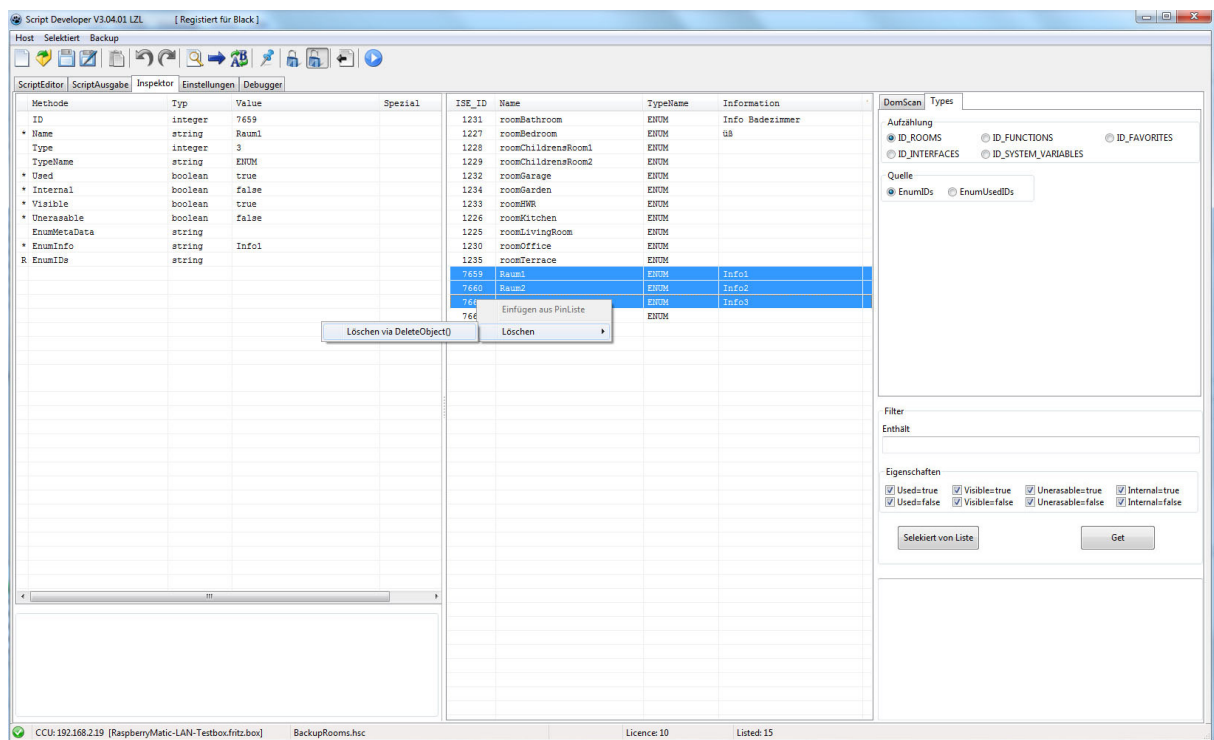 Script Developer V3.04.01 LZL [ Registiert für Black ]
Host Selektiert Backup
ScriptEditor ScriptAusgabe Inspektor Einstellungen Debugger
Methode Typ Value Spezial
ID integer 7659
* Name string Raum1
Type integer 3
TypeName string ENUM
* Used boolean true
* Internal boolean false
* Visible boolean true
* Unerasable boolean false
EnumMetaData string
* EnumInfo string Info1
R EnumIDs string
ISE_ID Name TypeName Information
1231 roomBathroom ENUM Info Badezimmer
1227 roomBedroom ENUM üß
1228 roomChildrensRoom1 ENUM
1229 roomChildrensRoom2 ENUM
1232 roomGarage ENUM
1234 roomGarden ENUM
1233 roomHWR ENUM
1226 roomKitchen ENUM
1225 roomLivingRoom ENUM
1230 roomOffice ENUM
1235 roomTerrace ENUM
7659 Raum1 ENUM Info1
7660 Raum2 ENUM Info2
766 ENUM Info3
766 ENUM
Einfügen aus PinListe
Löschen
Löschen via DeleteObject()
DomScan Types
Aufzählung
ID_ROOMS ID_FUNCTIONS ID_FAVORITES
ID_INTERFACES ID_SYSTEM_VARIABLES
Quelle
EnumIDs EnumUsedIDs
Filter
Enthält
Eigenschaften
Used=true Visible=true Unerasable=true Internal=true
Used=false Visible=false Unerasable=false Internal=false
Selekiert von Liste Get
CCU: 192.168.2.19 [RaspberryMatic-LAN-Testbox.fritz.box] BackupRooms.hsc Licence: 10 Listed: 15